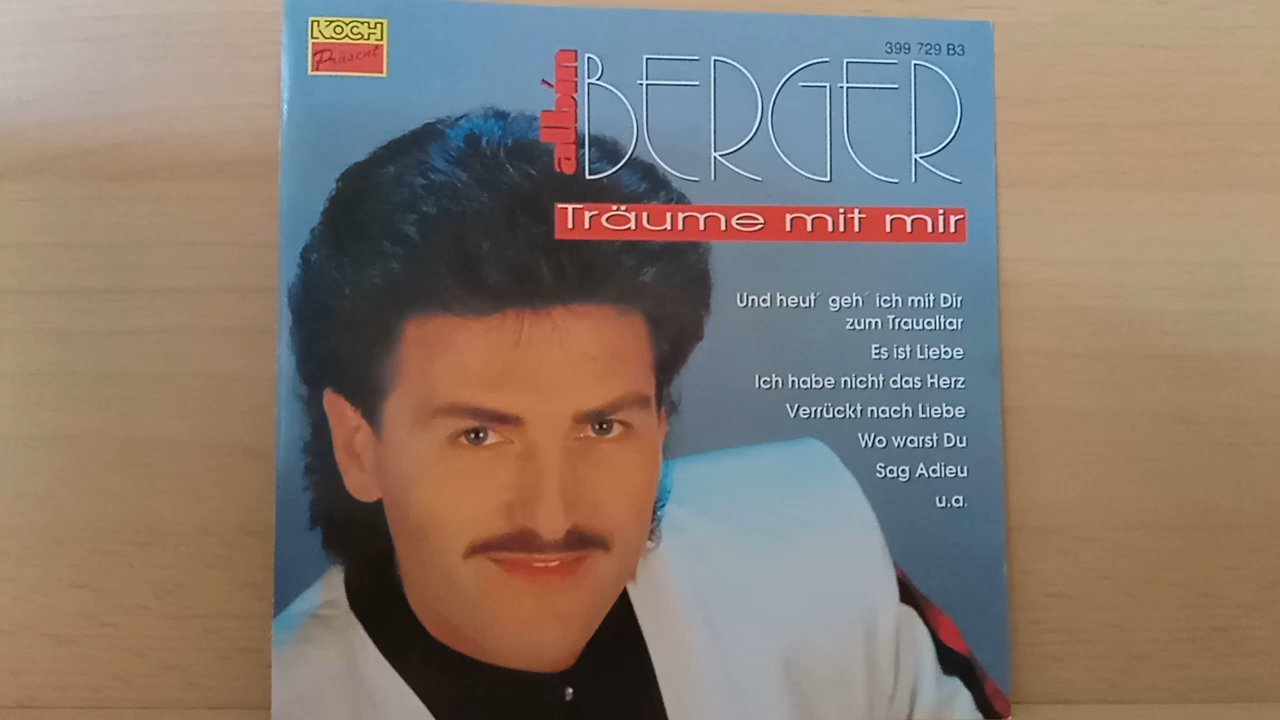 KOCH
Präsent
399 729 B3
albin
BERGER
Träume mit mir
Und heut´ geh´ ich mit Dir
zum Traualtar
Es ist Liebe
Ich habe nicht das Herz
Verrückt nach Liebe
Wo warst Du
Sag Adieu
u.a.